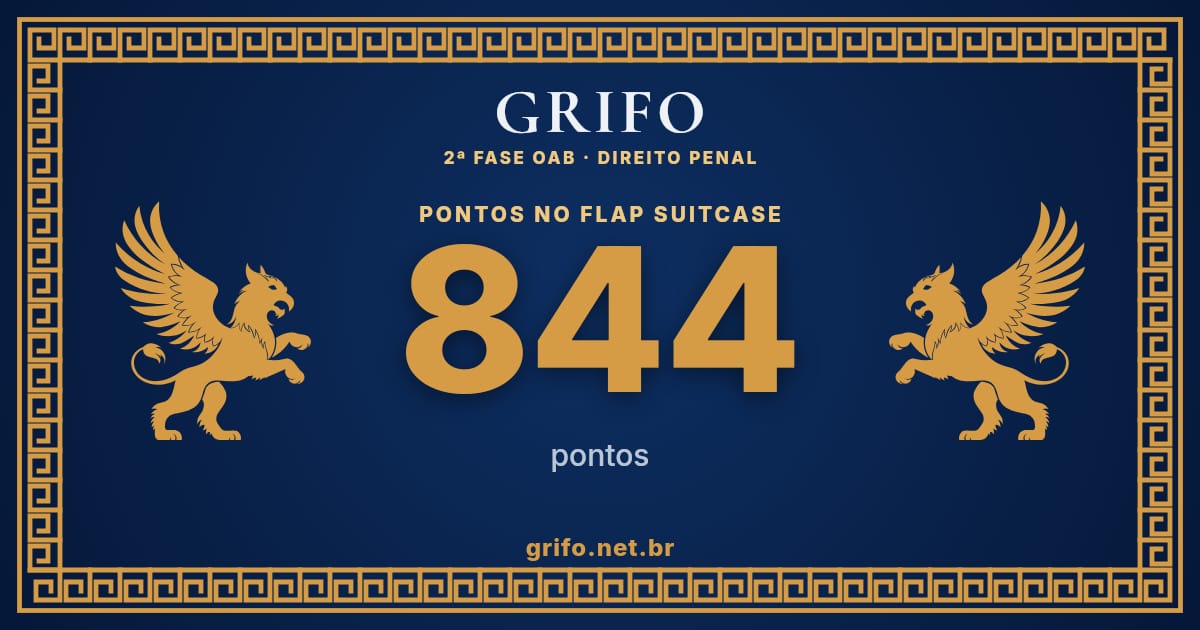 GRIFO
2ª FASE OAB · DIREITO PENAL
PONTOS NO FLAP SUITCASE
844
pontos
grifo.net.br